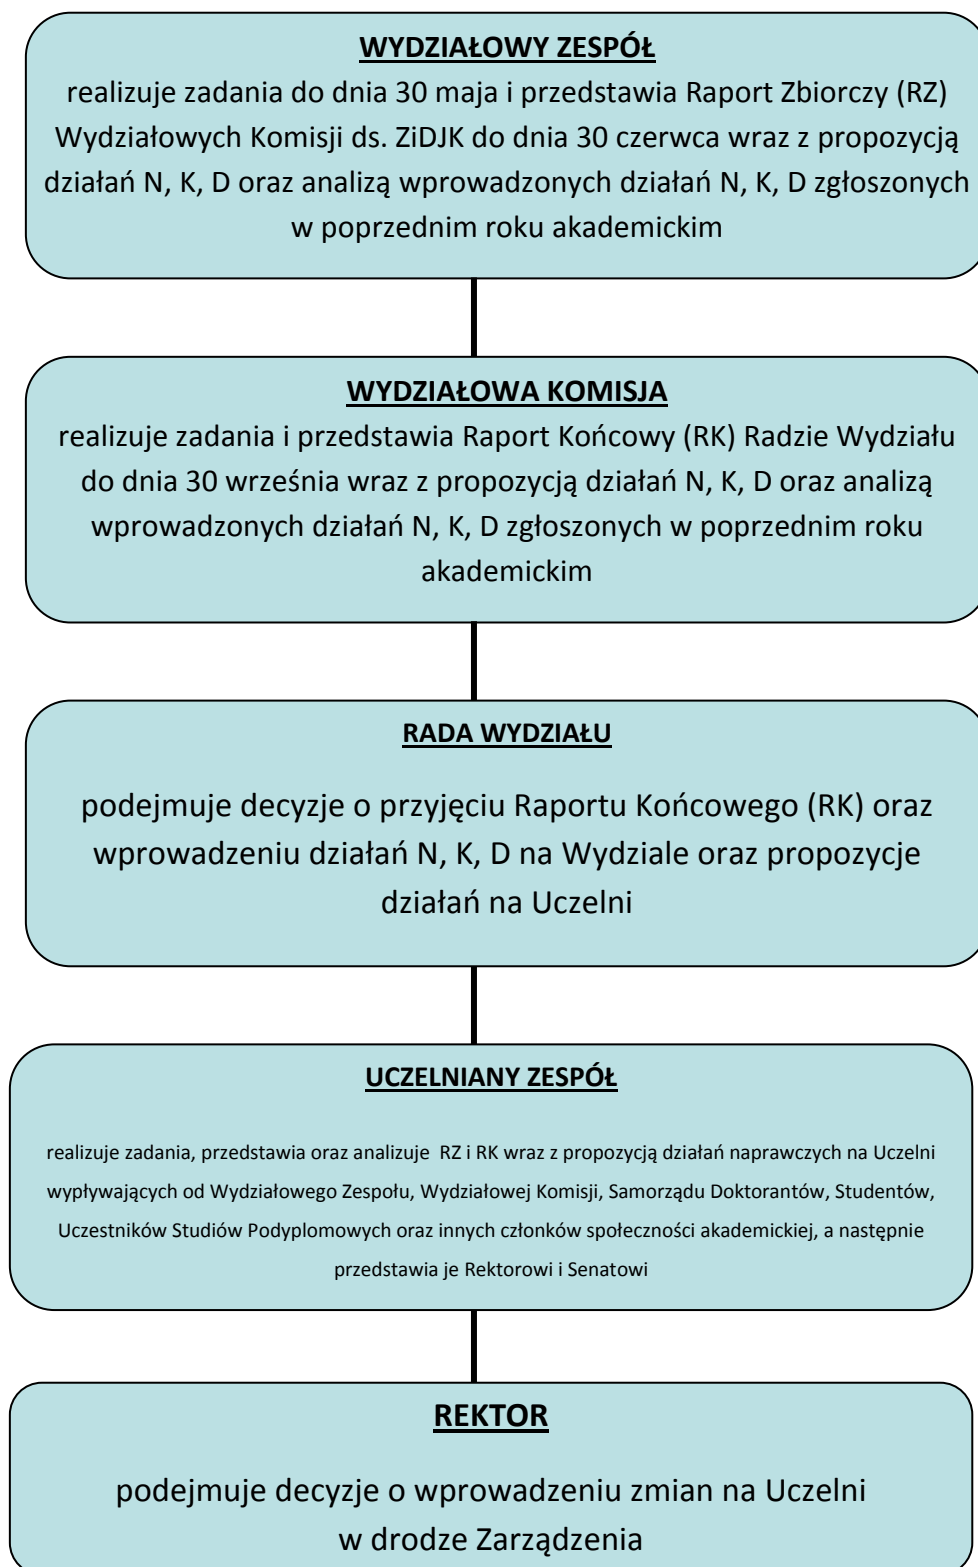 WYDZIAŁOWY ZESPÓŁ
realizuje zadania do dnia 30 maja i przedstawia Raport Zbiorczy (RZ)
Wydziałowych Komisji ds. ZiDJK do dnia 30 czerwca wraz z propozycją
działań N, K, D oraz analizą wprowadzonych działań N, K, D zgłoszonych
w poprzednim roku akademickim
WYDZIAŁOWA KOMISJA
realizuje zadania i przedstawia Raport Końcowy (RK) Radzie Wydziału
do dnia 30 września wraz z propozycją działań N, K, D oraz analizą
wprowadzonych działań N, K, D zgłoszonych w poprzednim roku
akademickim
RADA WYDZIAŁU
podejmuje decyzje o przyjęciu Raportu Końcowego (RK) oraz
wprowadzeniu działań N, K, D na Wydziale oraz propozycje
działań na Uczelni
UCZELNIANY ZESPÓŁ
realizuje zadania, przedstawia oraz analizuje RZ i RK wraz z propozycją działań naprawczych na Uczelni
wypływających od Wydziałowego Zespołu, Wydziałowej Komisji, Samorządu Doktorantów, Studentów,
Uczestników Studiów Podyplomowych oraz innych członków społeczności akademickiej, a następnie
przedstawia je Rektorowi i Senatowi
REKTOR
podejmuje decyzje o wprowadzeniu zmian na Uczelni
w drodze Zarządzenia